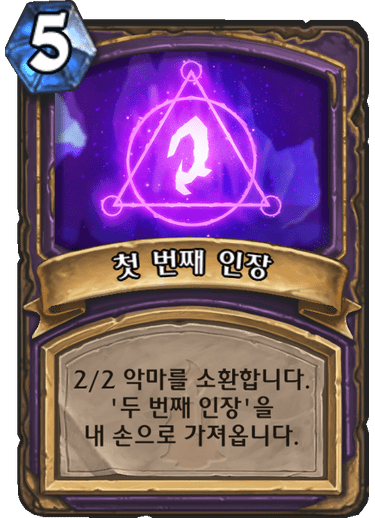 5
첫 번째 인장
2/2 악마를 소환합니다.
'두 번째 인장'을
내 손으로 가져옵니다.